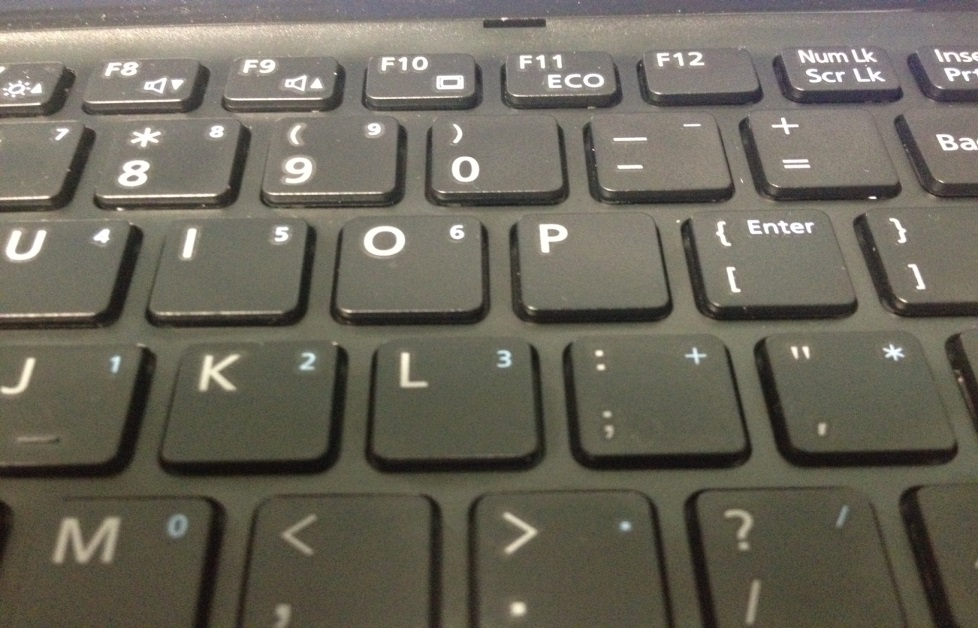 F8
F9
F10
F11 ECO
F12
Num Lk
Scr Lk
7
* 8
8
( 9
9
)
0
— −
-
+
=
U 4
I 5
O 6
P
{ Enter
[
}
]
J 1
K 2
L 3
: +
;
" *
'
M 0
<
,
> .
.
? /
/